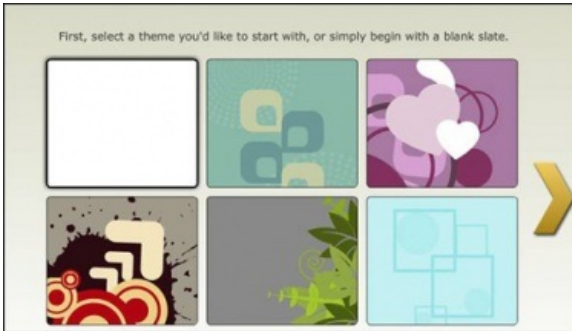 First, select a theme you'd like to start with, or simply begin with a blank slate.